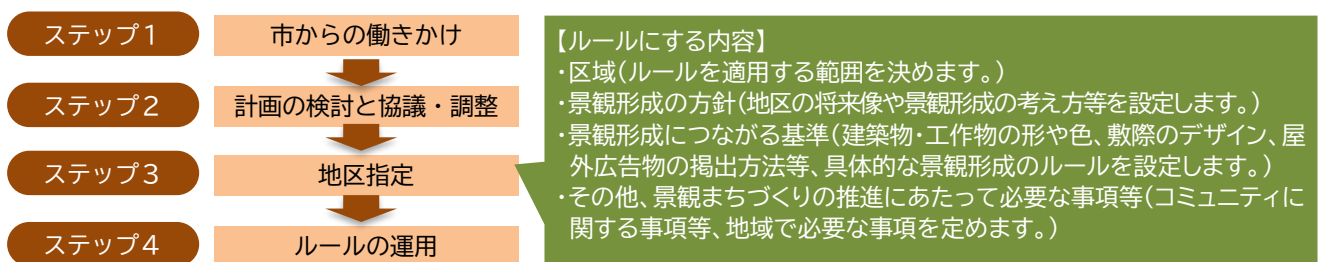 ステップ1
市からの働きかけ
ステップ2
計画の検討と協議・調整
ステップ3
地区指定
ステップ4
ルールの運用
【ルールにする内容】
・区域(ルールを適用する範囲を決めます。)
・景観形成の方針(地区の将来像や景観形成の考え方等を設定します。)
・景観形成につながる基準(建築物・工作物の形や色、敷際のデザイン、屋
外広告物の掲出方法等、具体的な景観形成のルールを設定します。)
・その他、景観まちづくりの推進にあたって必要な事項等(コミュニティに
関する事項等、地域で必要な事項を定めます。)